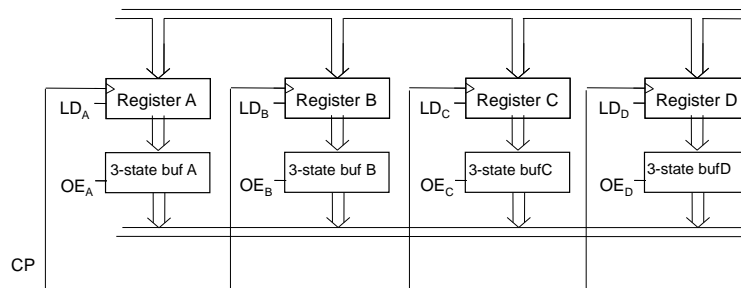 Register A Register B Register C Register D
LD_A LD_B LD_C LD_D
3-state buf A 3-state buf B 3-state bufC 3-state bufD
OE_A OE_B OE_C OE_D
CP